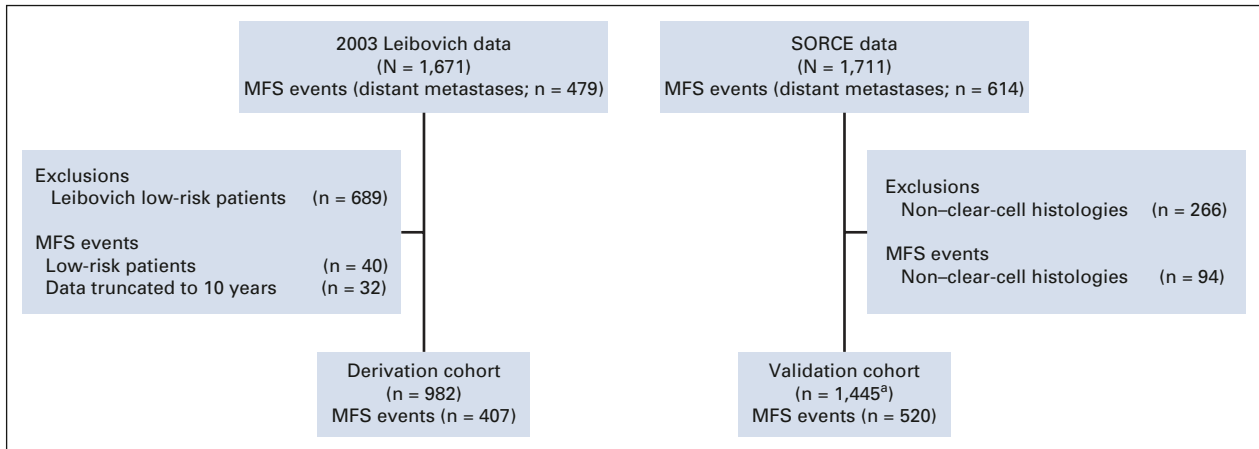 2003 Leibovich data
(N = 1,671)
MFS events (distant metastases; n = 479)
Exclusions
Leibovich low-risk patients (n = 689)
MFS events
Low-risk patients (n = 40)
Data truncated to 10 years (n = 32)
Derivation cohort
(n = 982)
MFS events (n = 407)
SORCE data
(N = 1,711)
MFS events (distant metastases; n = 614)
Exclusions
Non–clear-cell histologies (n = 266)
MFS events
Non–clear-cell histologies (n = 94)
Validation cohort
(n = 1,445a)
MFS events (n = 520)